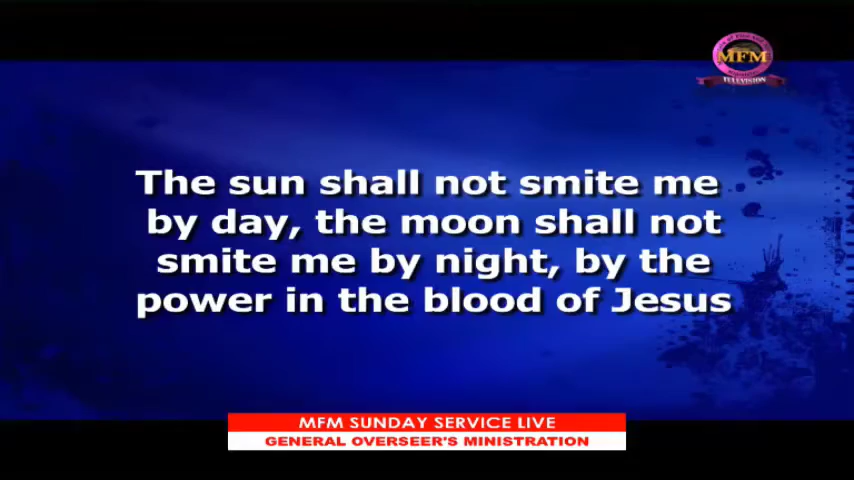 MFM
TELEVISION
The sun shall not smite me
by day, the moon shall not
smite me by night, by the
power in the blood of Jesus
MFM SUNDAY SERVICE LIVE
GENERAL OVERSEER'S MINISTRATION